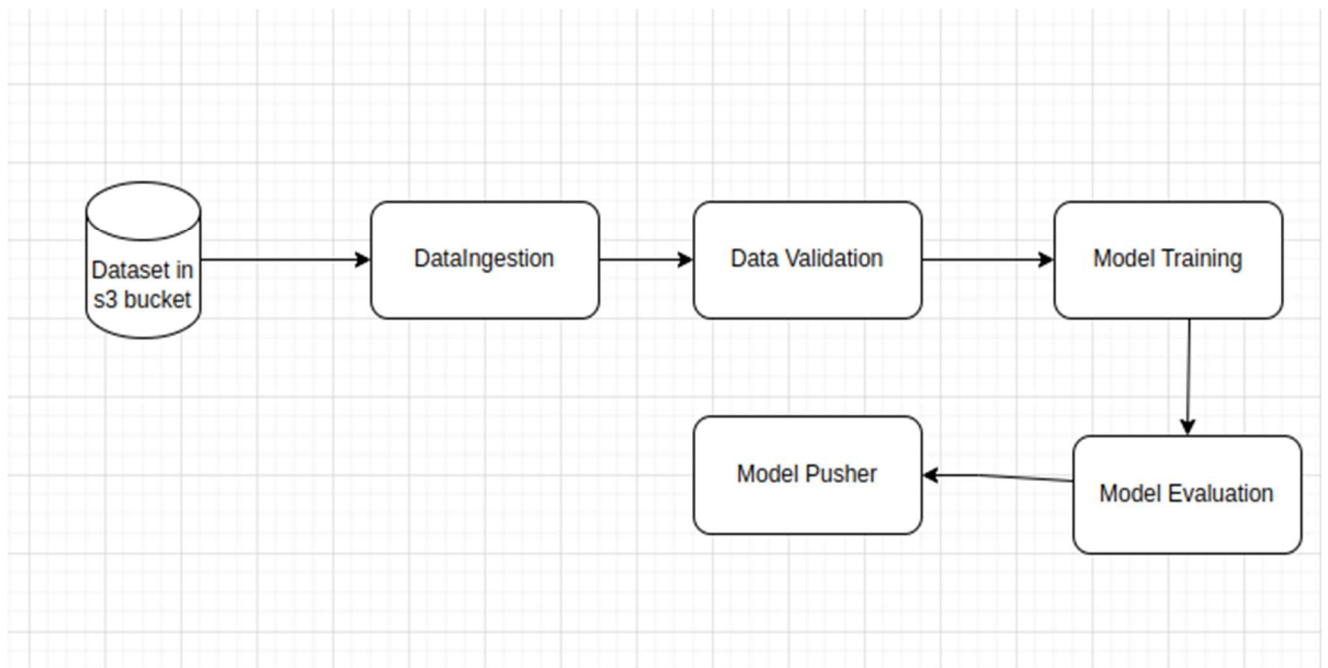 Dataset in
s3 bucket
DataIngestion
Data Validation
Model Training
Model Pusher
Model Evaluation